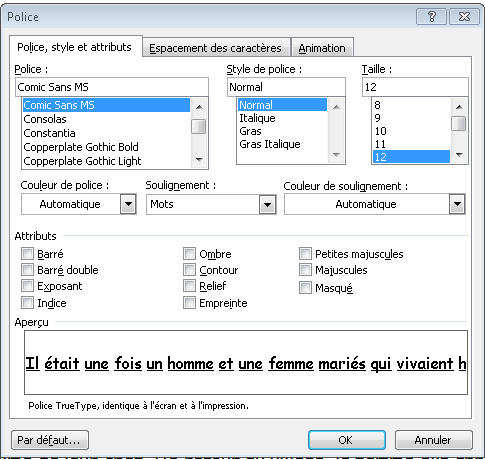 Police
Police, style et attributs
Espacement des caractères
Animation
Police :
Style de police :
Taille :
Comic Sans MS
Normal
12
Comic Sans MS
Consolas
Constantia
Copperplate Gothic Bold
Copperplate Gothic Light
Normal
Italique
Gras
Gras Italique
8
9
10
11
12
Couleur de police :
Soulignement :
Couleur de soulignement :
Automatique
Mots
Automatique
Attributs
Barré
Ombre
Petites majuscules
Barré double
Contour
Majuscules
Exposant
Relief
Masqué
Indice
Empreinte
Aperçu
Il était une fois un homme et une femme mariés qui vivaient h
Police TrueType, identique à l'écran et à l'impression.
Par défaut...
OK
Annuler